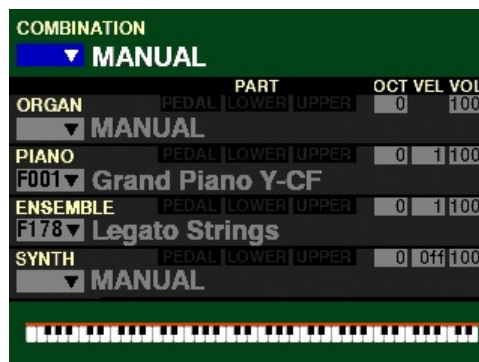 COMBINATION
MANUAL
PART OCT VEL VOL
ORGAN PEDAL LOWER UPPER 0 100
MANUAL
PIANO PEDAL LOWER UPPER 0 1 100
F001 Grand Piano Y-CF
ENSEMBLE PEDAL LOWER UPPER 0 1 100
F178 Legato Strings
SYNTH PEDAL LOWER UPPER 0 Off 100
MANUAL